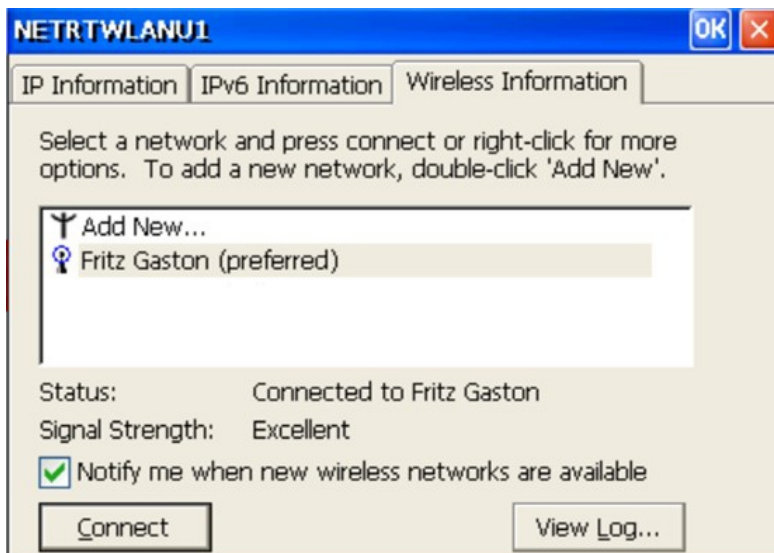 NETRTWLANU1 OK
IP Information IPv6 Information Wireless Information
Select a network and press connect or right-click for more
options. To add a new network, double-click 'Add New'.
Add New...
Fritz Gaston (preferred)
Status: Connected to Fritz Gaston
Signal Strength: Excellent
Notify me when new wireless networks are available
Connect View Log...